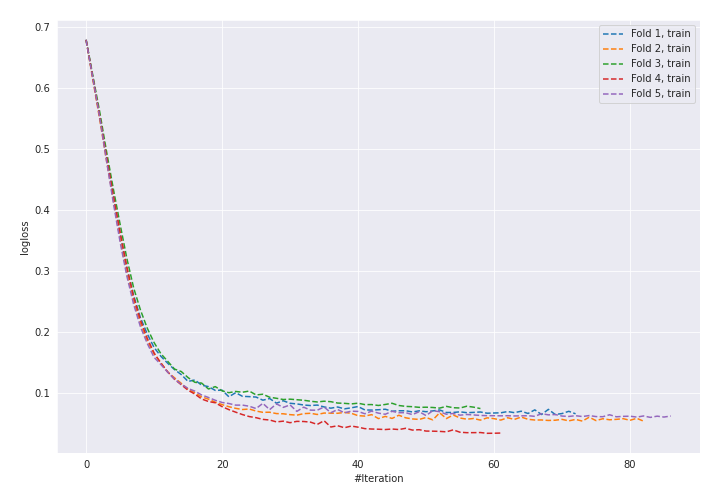 0.7
0.6
0.5
0.4
0.3
0.2
0.1
logloss
0
20
40
60
80
#Iteration
Fold 1, train
Fold 2, train
Fold 3, train
Fold 4, train
Fold 5, train